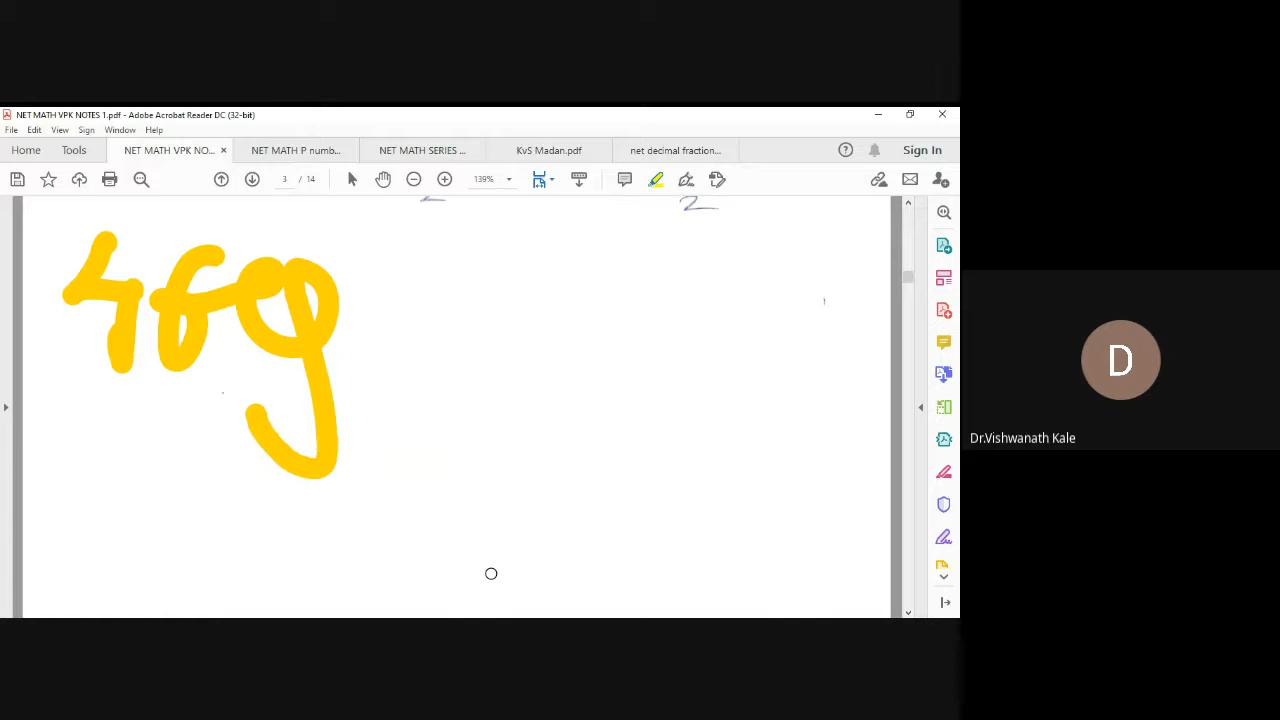 NET MATH VPK NOTES 1.pdf - Adobe Acrobat Reader DC (32-bit)
File Edit View Sign Window Help
Home Tools NET MATH VPK NO... × NET MATH P numb... NET MATH SERIES ... KvS Madan.pdf net decimal fraction... Sign In
3 / 14 139%
2 2
D
Dr.Vishwanath Kale